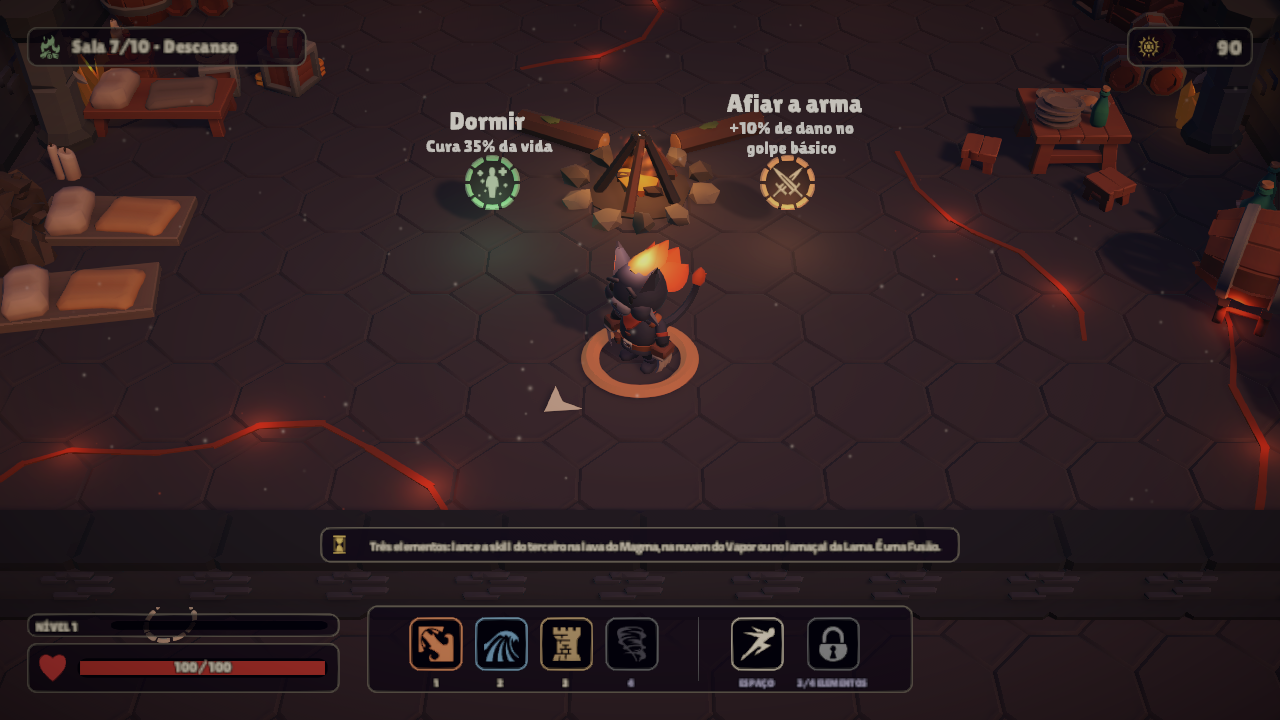 Sala 7/10 · Descanso
90
Dormir
Cura 35% da vida
Afiar a arma
+10% de dano no
golpe básico
Três elementos: lance a skill do terceiro na lava do Magma, na nuvem do Vapor ou no lamaçal da Lama. É uma Fusão.
NÍVEL 1
100/100
1
2
3
4
ESPAÇO
3/4 ELEMENTOS